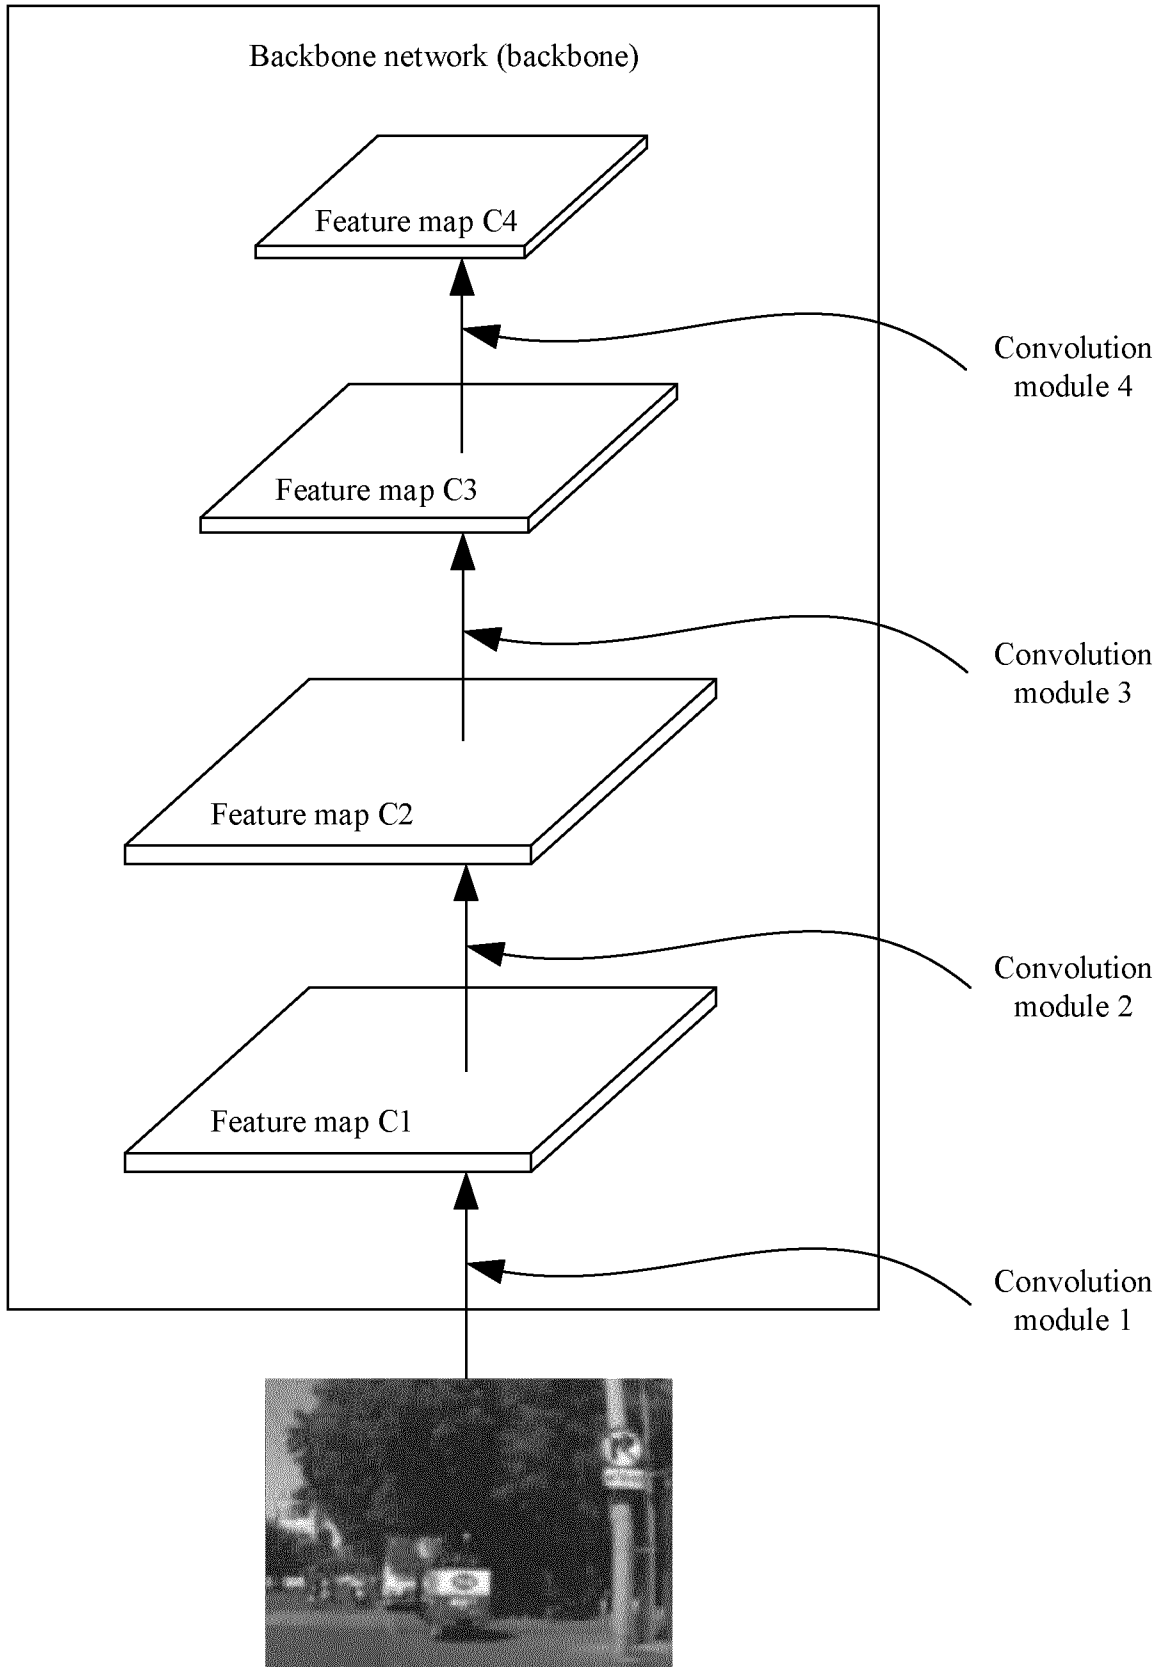 Backbone network (backbone)
Feature map C4
Convolution
module 4
Feature map C3
Convolution
module 3
Feature map C2
Convolution
module 2
Feature map C1
Convolution
module 1